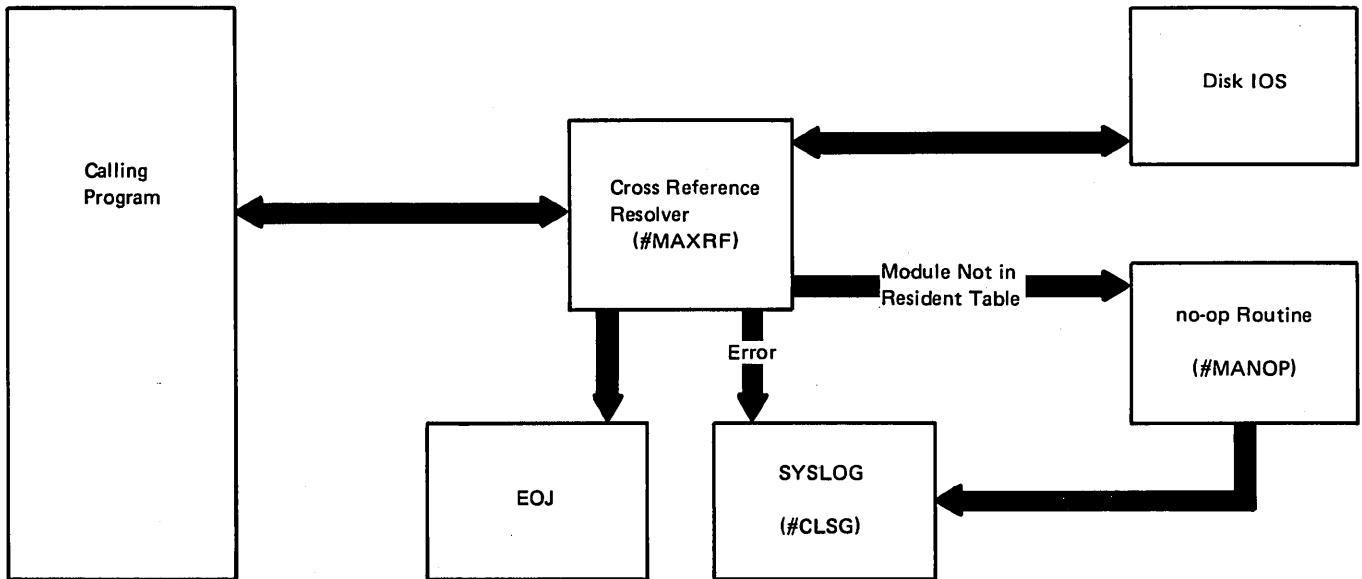 Disk IOS
Calling
Program
Cross Reference
Resolver
(#MAXRF)
Module Not in
Resident Table
no-op Routine
(#MANOP)
Error
EOJ
SYSLOG
(#CLSG)